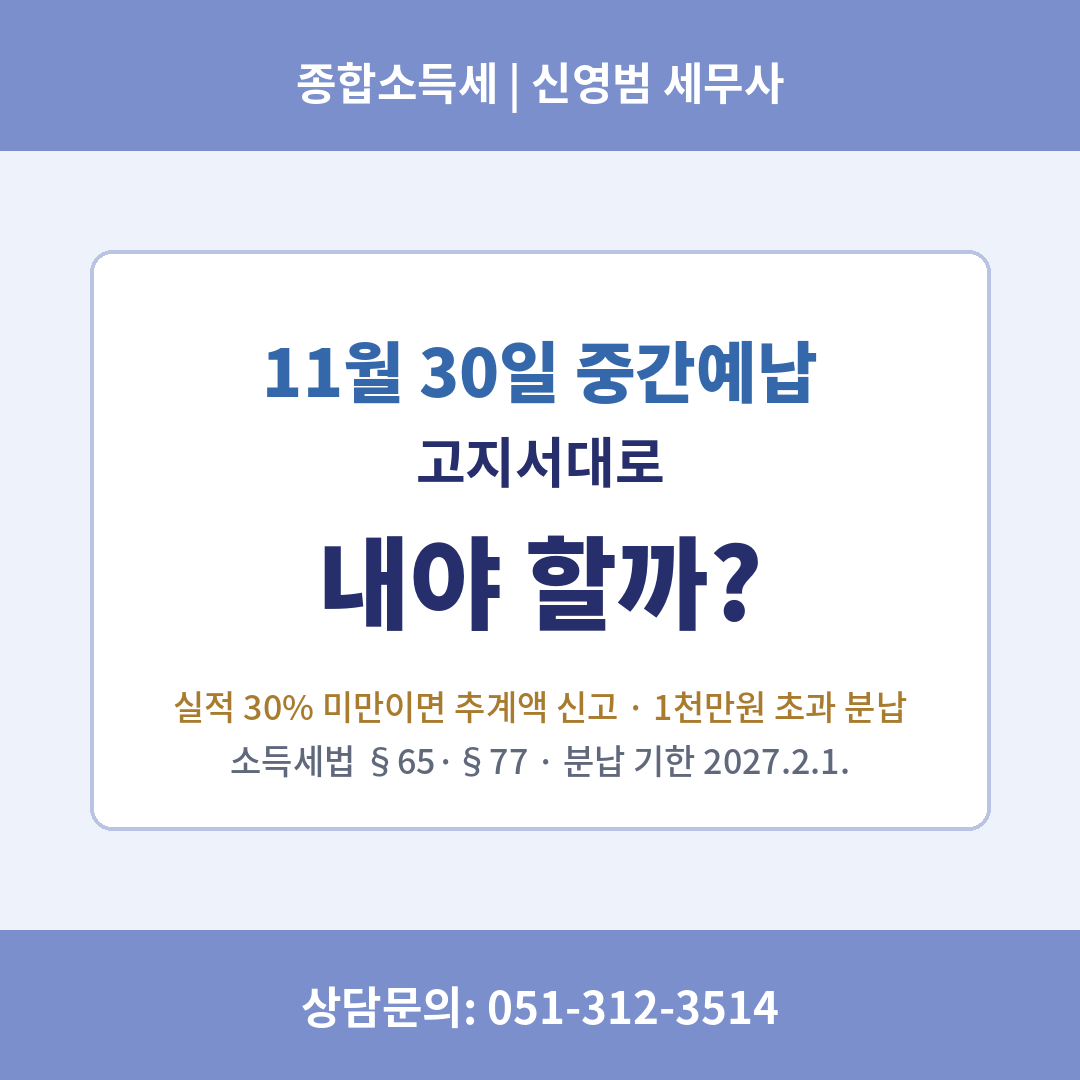 종합소득세 | 신영범 세무사
11월 30일 중간예납
고지서대로
내야 할까?
실적 30% 미만이면 추계액 신고 · 1천만원 초과 분납
소득세법 §65·§77 · 분납 기한 2027.2.1.
상담문의: 051-312-3514